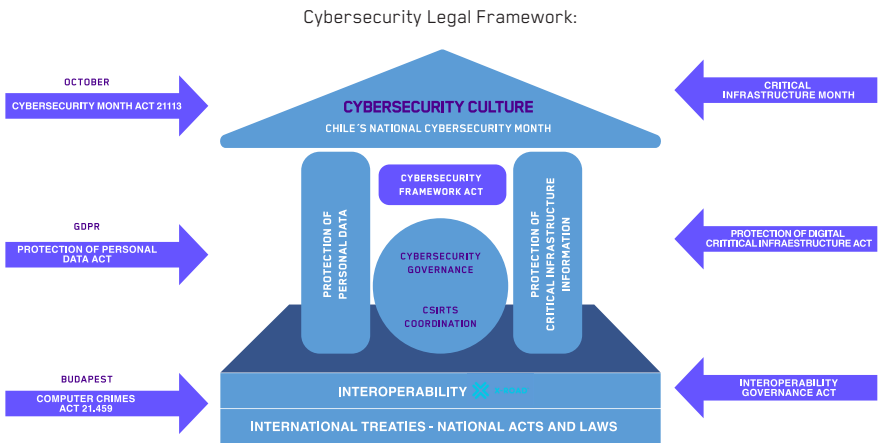 Cybersecurity Legal Framework:
OCTOBER
CYBERSECURITY MONTH ACT 21113
CYBERSECURITY CULTURE
CHILE´S NATIONAL CYBERSECURITY MONTH
CRITICAL
INFRASTRUCTURE MONTH
GDPR
PROTECTION OF PERSONAL
DATA ACT
PROTECTION OF
PERSONAL DATA
CYBERSECURITY
FRAMEWORK ACT
CYBERSECURITY
GOVERNANCE
CSIRTS
COORDINATION
PROTECTION OF
CRITICAL INFRASTRUCTURE
INFORMATION
PROTECTION OF DIGITAL
CRITITICAL INFRAESTRUCTURE ACT
BUDAPEST
COMPUTER CRIMES
ACT 21.459
INTEROPERABILITY
INTERNATIONAL TREATIES - NATIONAL ACTS AND LAWS
INTEROPERABILITY
GOVERNANCE ACT